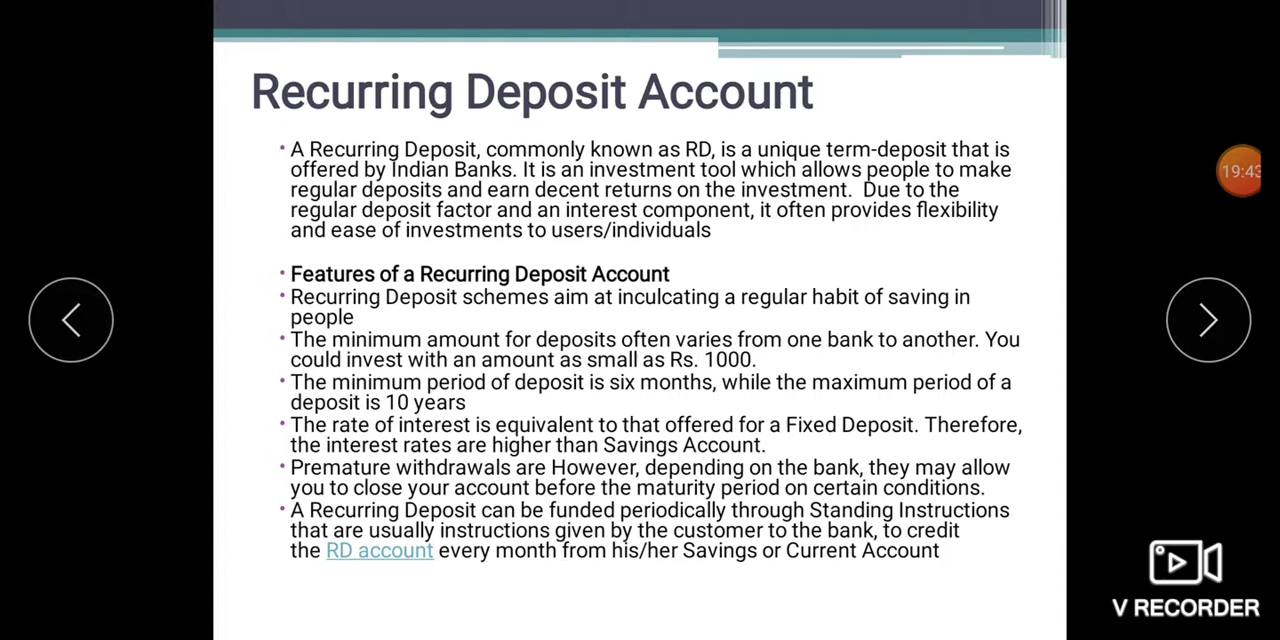 Recurring Deposit Account
• A Recurring Deposit, commonly known as RD, is a unique term-deposit that is
offered by Indian Banks. It is an investment tool which allows people to make
regular deposits and earn decent returns on the investment.  Due to the
regular deposit factor and an interest component, it often provides flexibility
and ease of investments to users/individuals
• Features of a Recurring Deposit Account
• Recurring Deposit schemes aim at inculcating a regular habit of saving in
people
• The minimum amount for deposits often varies from one bank to another. You
could invest with an amount as small as Rs. 1000.
• The minimum period of deposit is six months, while the maximum period of a
deposit is 10 years
• The rate of interest is equivalent to that offered for a Fixed Deposit. Therefore,
the interest rates are higher than Savings Account.
• Premature withdrawals are However, depending on the bank, they may allow
you to close your account before the maturity period on certain conditions.
• A Recurring Deposit can be funded periodically through Standing Instructions
that are usually instructions given by the customer to the bank, to credit
the RD account every month from his/her Savings or Current Account
19:43
V RECORDER